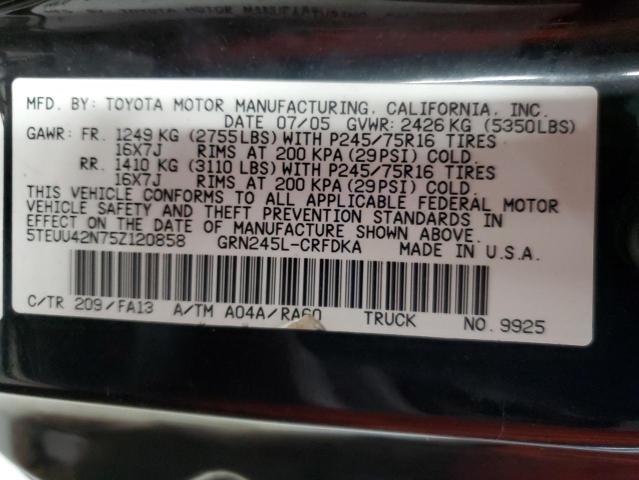 MFD. BY: TOYOTA MOTOR MANUFACTURING, CALIFORNIA, INC.
DATE 07/05 GVWR: 2426 KG (5350LBS)
GAWR: FR. 1249 KG (2755LBS) WITH P245/75R16 TIRES
16X7J RIMS AT 200 KPA (29PSI) COLD.
RR. 1410 KG (3110 LBS) WITH P245/75R16 TIRES
16X7J RIMS AT 200 KPA (29PSI) COLD.
THIS VEHICLE CONFORMS TO ALL APPLICABLE FEDERAL MOTOR
VEHICLE SAFETY AND THEFT PREVENTION STANDARDS IN
EFFECT ON THE DATE OF MANUFACTURE SHOWN ABOVE.
5TEUU42N75Z120858 GRN245L-CRFDKA MADE IN U.S.A.
C/TR 209/FA13 A/TM A04A/RA60 TRUCK NO. 9925